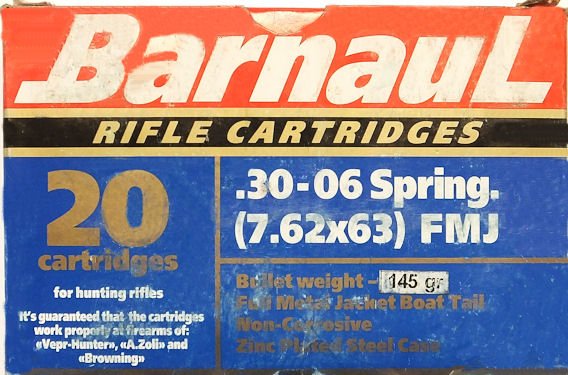 Barnaul
RIFLE CARTRIDGES
20
cartridges
for hunting rifles
It's guaranteed that the cartridges
work properly at firearms of:
«Vepr-Hunter», «A.Zoli» and
«Browning»
.30-06 Spring.
(7.62x63) FMJ
Bullet weight - 145 gr
Full Metal Jacket Boat Tail
Non-Corrosive
Zinc Plated Steel Case